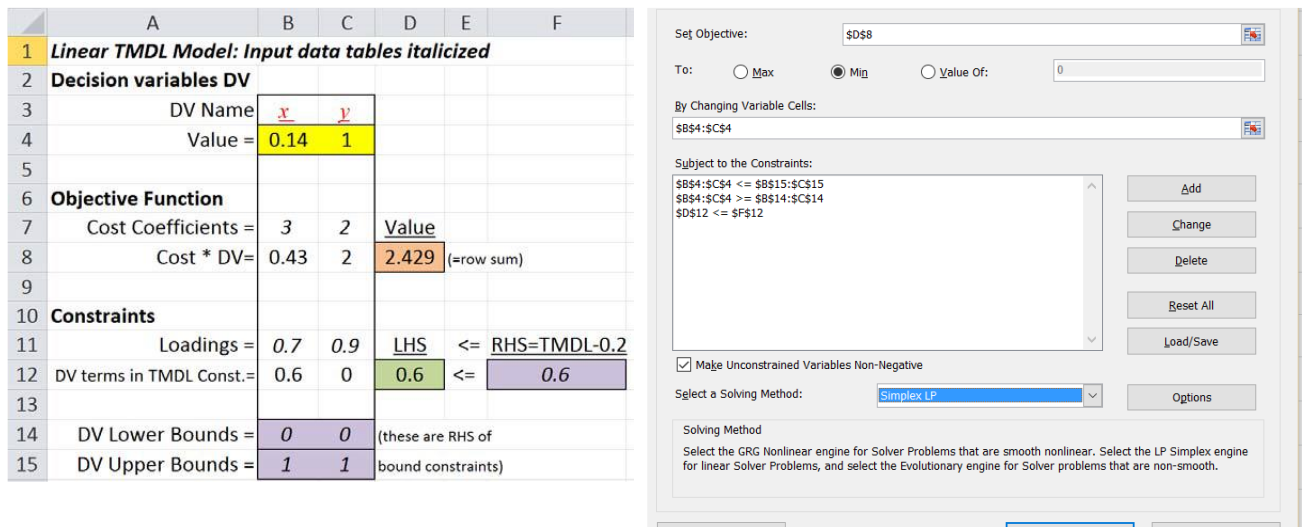 A B C D E F
1 Linear TMDL Model: Input data tables italicized
2 Decision variables DV
3 DV Name x y
4 Value = 0.14 1
5
6 Objective Function
7 Cost Coefficients = 3 2 Value
8 Cost * DV= 0.43 2 2.429 (=row sum)
9
10 Constraints
11 Loadings = 0.7 0.9 LHS <= RHS=TMDL-0.2
12 DV terms in TMDL Const.= 0.6 0 0.6 <= 0.6
13
14 DV Lower Bounds = 0 0 (these are RHS of
15 DV Upper Bounds = 1 1 bound constraints)
Set Objective: $D$8
To: Max Min Value Of: 0
By Changing Variable Cells:
$B$4:$C$4
Subject to the Constraints:
$B$4:$C$4 <= $B$15:$C$15
$B$4:$C$4 >= $B$14:$C$14
$D$12 <= $F$12
Add
Change
Delete
Reset All
Load/Save
Make Unconstrained Variables Non-Negative
Select a Solving Method: Simplex LP Options
Solving Method
Select the GRG Nonlinear engine for Solver Problems that are smooth nonlinear. Select the LP Simplex engine
for linear Solver Problems, and select the Evolutionary engine for Solver problems that are non-smooth.